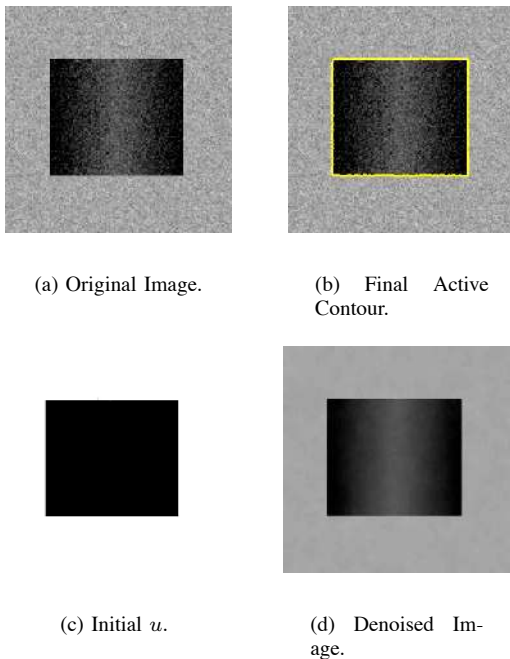 (a) Original Image.
(b) Final Active
Contour.
(c) Initial u.
(d) Denoised Im-
age.